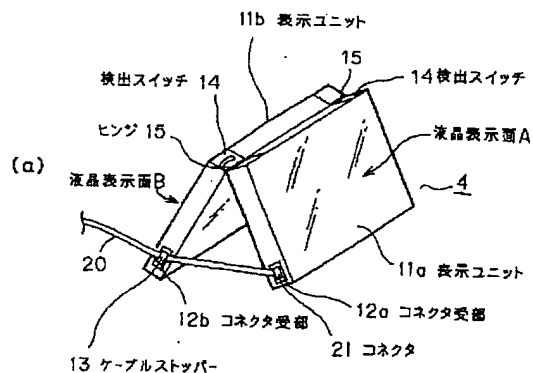 11b 表示ユニット
15
検出スイッチ 14
14 検出スイッチ
ヒンジ 15
液晶表示面A
(a)
液晶表示面B
4
20
11a 表示ユニット
12b コネクタ受部
12a コネクタ受部
21 コネクタ
13 ケーブルストッパー